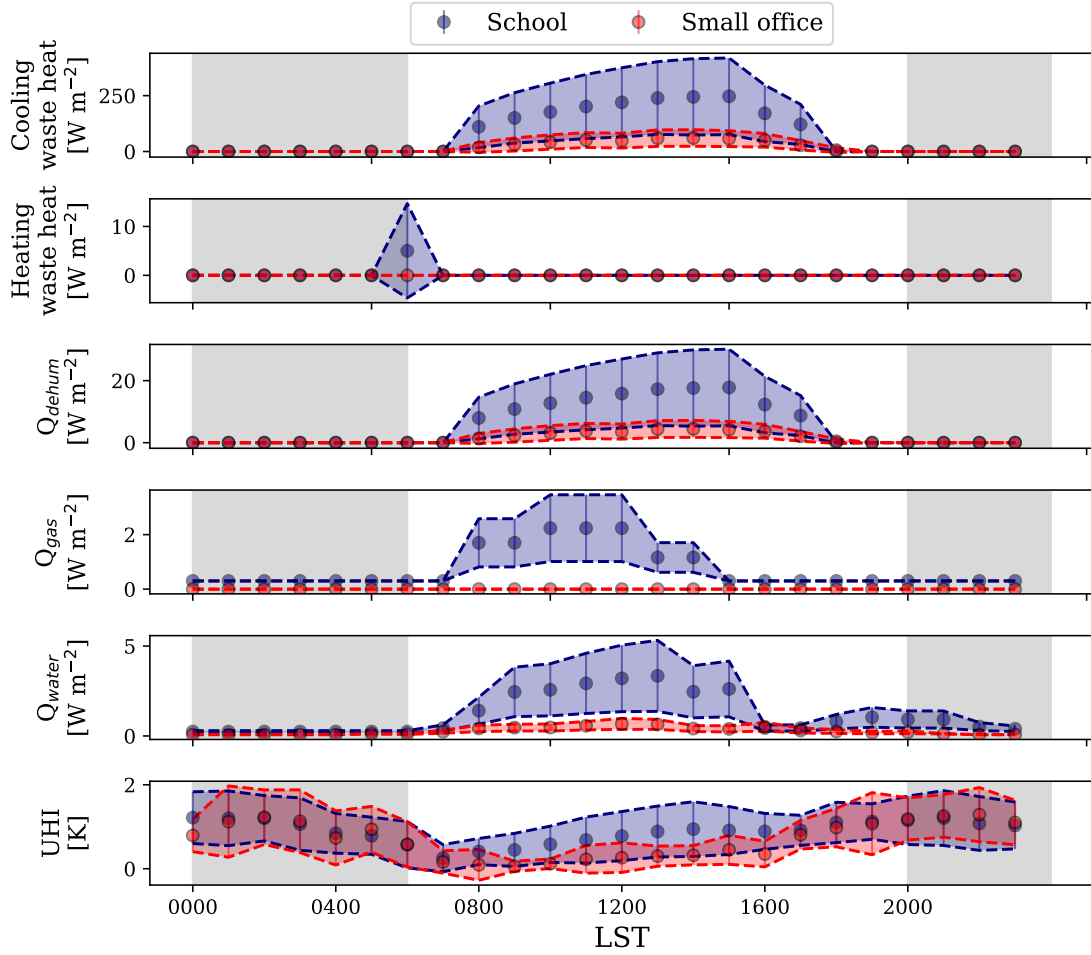 School Small office
Cooling
waste heat
[W m⁻²]
250
0
Heating
waste heat
[W m⁻²]
10
0
Q_dehum
[W m⁻²]
20
0
Q_gas
[W m⁻²]
2
0
Q_water
[W m⁻²]
5
0
UHI
[K]
2
0
0000 0400 0800 1200 1600 2000
LST